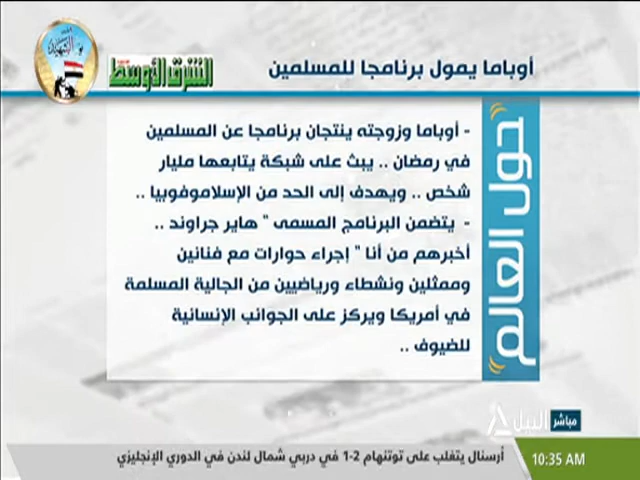 الشهيد
الشرق الأوسط
أوباما يمول برنامجا للمسلمين
- أوباما وزوجته ينتجان برنامجا عن المسلمين
في رمضان .. يبث على شبكة يتابعها مليار
شخص .. ويهدف إلى الحد من الإسلاموفوبيا ..
- يتضمن البرنامج المسمى " هاير جراوند ..
أخبرهم من أنا " إجراء حوارات مع فنانين
وممثلين ونشطاء ورياضيين من الجالية المسلمة
في أمريكا ويركز على الجوانب الإنسانية
للضيوف ..
"حول العالم"
النيل مباشر
أرسنال يتغلب على توتنهام 2-1 في دربي شمال لندن في الدوري الإنجليزي
10:35 AM